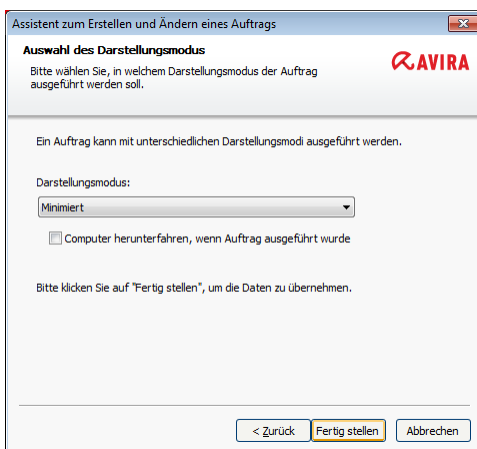 Assistent zum Erstellen und Ändern eines Auftrags
Auswahl des Darstellungsmodus
Bitte wählen Sie, in welchem Darstellungsmodus der Auftrag
ausgeführt werden soll.
AVIRA
Ein Auftrag kann mit unterschiedlichen Darstellungsmodi ausgeführt werden.
Darstellungsmodus:
Minimiert
Computer herunterfahren, wenn Auftrag ausgeführt wurde
Bitte klicken Sie auf "Fertig stellen", um die Daten zu übernehmen.
< Zurück
Fertig stellen
Abbrechen